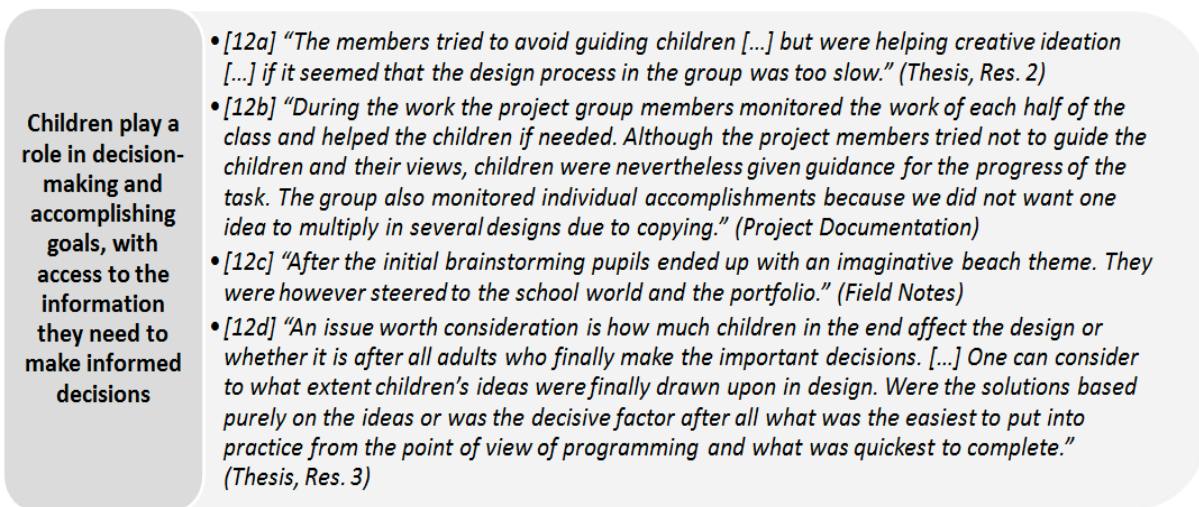 Children play a
role in decision-
making and
accomplishing
goals, with
access to the
information
they need to
make informed
decisions
• [12a] “The members tried to avoid guiding children […] but were helping creative ideation
[…] if it seemed that the design process in the group was too slow.” (Thesis, Res. 2)
• [12b] “During the work the project group members monitored the work of each half of the
class and helped the children if needed. Although the project members tried not to guide the
children and their views, children were nevertheless given guidance for the progress of the
task. The group also monitored individual accomplishments because we did not want one
idea to multiply in several designs due to copying.” (Project Documentation)
• [12c] “After the initial brainstorming pupils ended up with an imaginative beach theme. They
were however steered to the school world and the portfolio.” (Field Notes)
• [12d] “An issue worth consideration is how much children in the end affect the design or
whether it is after all adults who finally make the important decisions. […] One can consider
to what extent children’s ideas were finally drawn upon in design. Were the solutions based
purely on the ideas or was the decisive factor after all what was the easiest to put into
practice from the point of view of programming and what was quickest to complete.”
(Thesis, Res. 3)